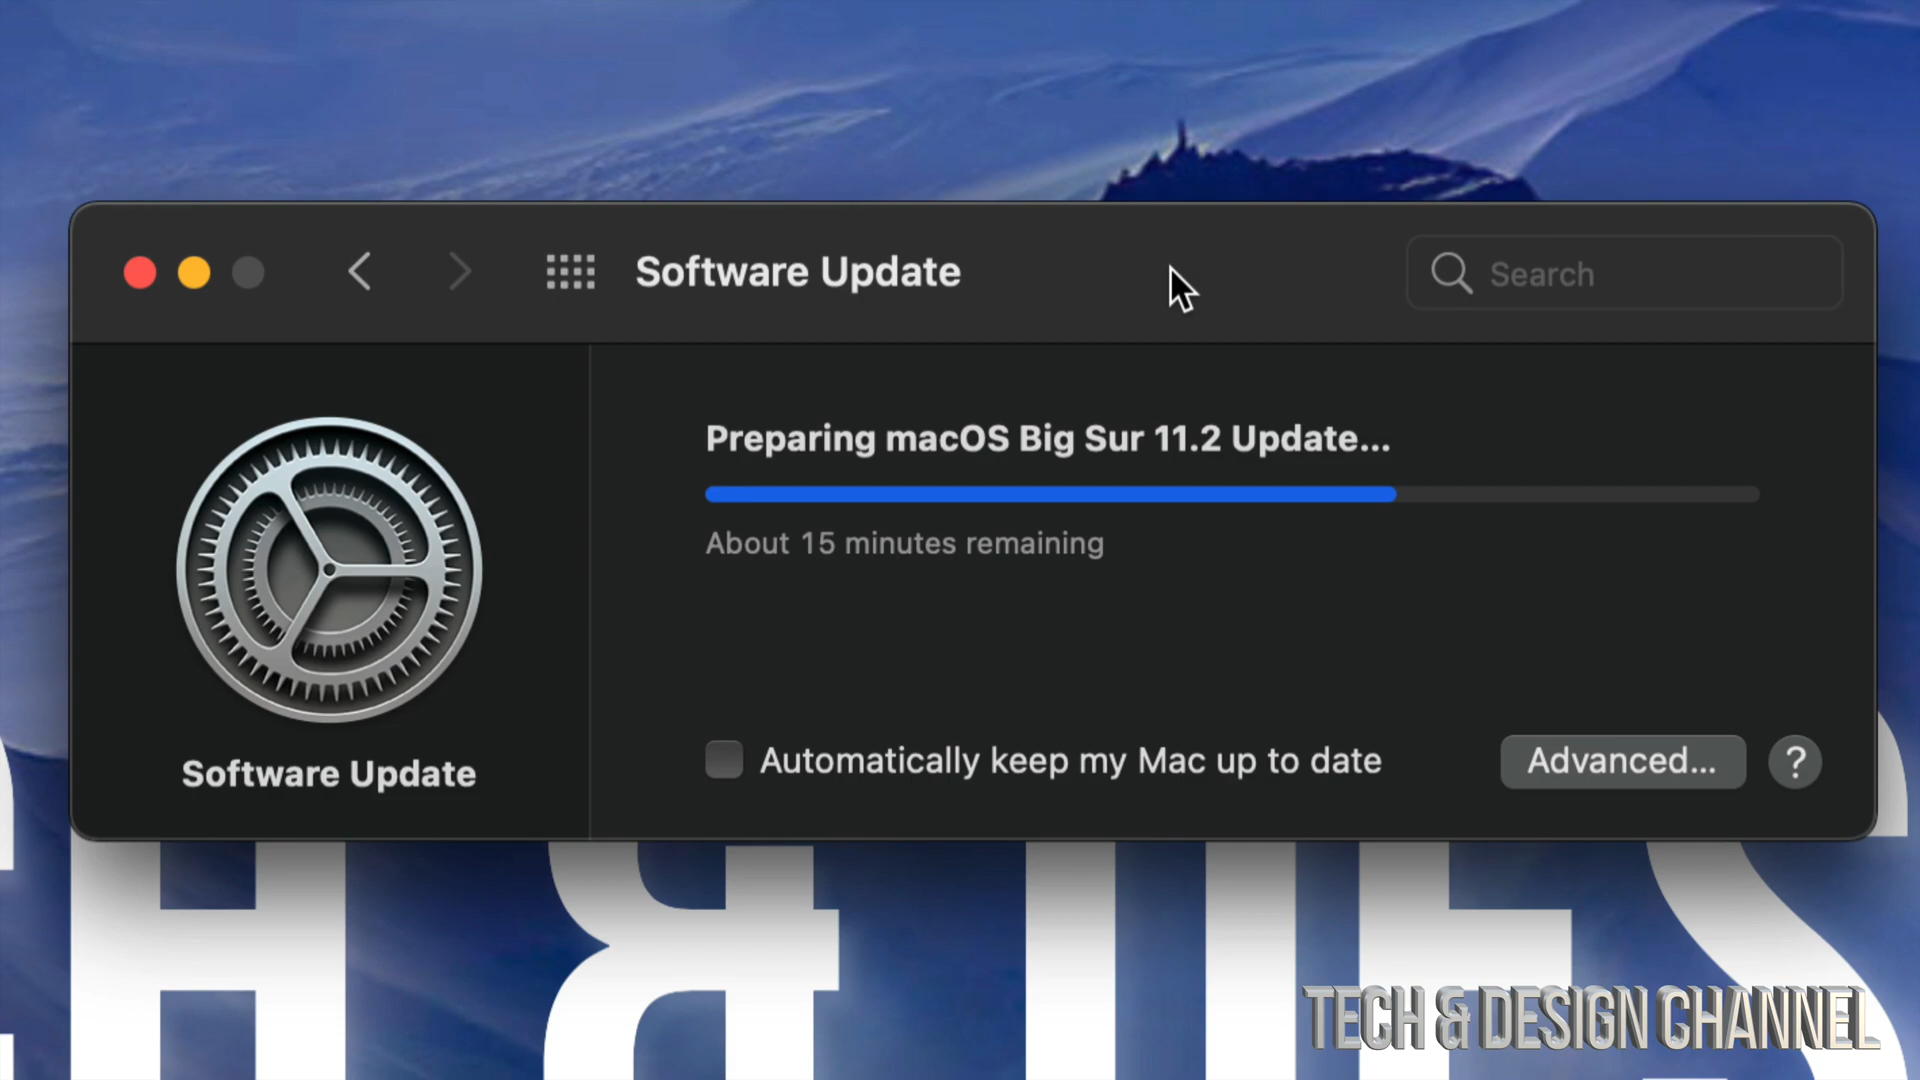 Software Update
Search
Preparing macOS Big Sur 11.2 Update...
About 15 minutes remaining
Software Update
Automatically keep my Mac up to date
Advanced...
?
H & DES
TECH & DESIGN CHANNEL